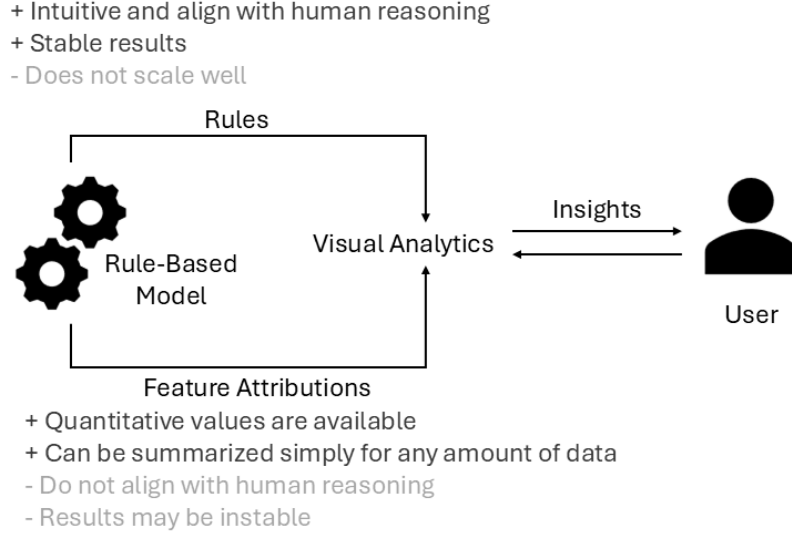 + Intuitive and align with human reasoning
+ Stable results
- Does not scale well
Rules
Insights
Visual Analytics
Rule-Based
Model
User
Feature Attributions
+ Quantitative values are available
+ Can be summarized simply for any amount of data
- Do not align with human reasoning
- Results may be instable